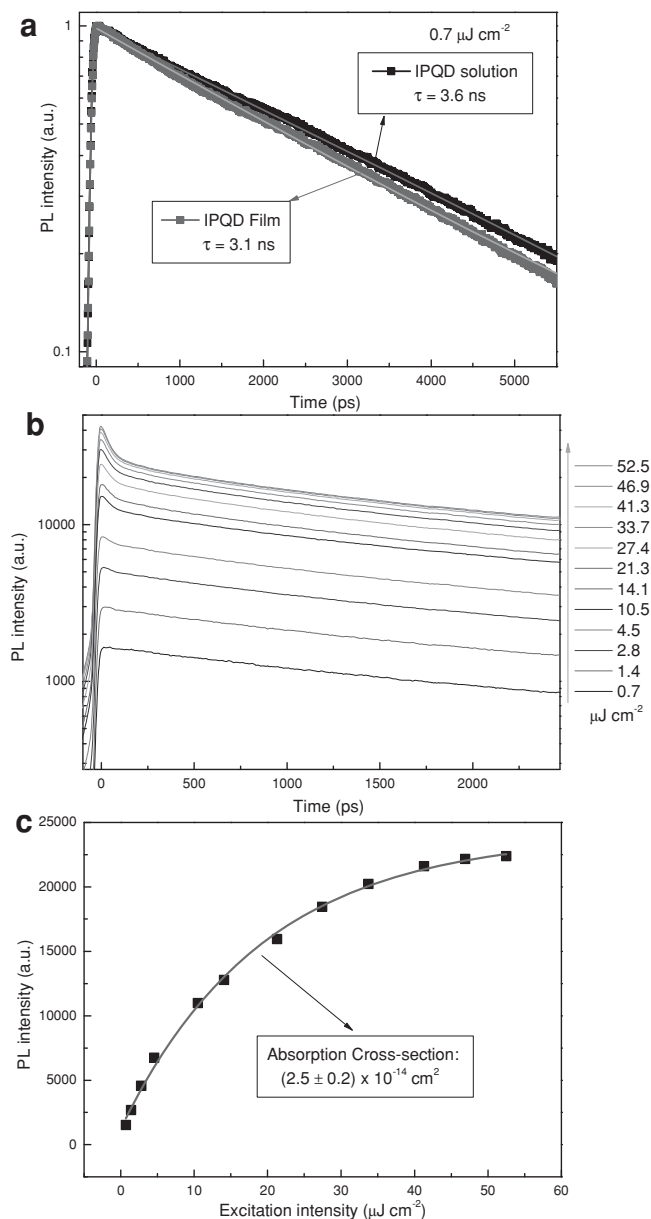 a
0.7 μJ cm-2
IPQD solution
τ = 3.6 ns
IPQD Film
τ = 3.1 ns
1
0.1
PL intensity (a.u.)
0 1000 2000 3000 4000 5000
Time (ps)
b
10000
1000
PL intensity (a.u.)
0 500 1000 1500 2000
Time (ps)
52.5
46.9
41.3
33.7
27.4
21.3
14.1
10.5
4.5
2.8
1.4
0.7
μJ cm-2
c
25000
20000
15000
10000
5000
0
PL intensity (a.u.)
Absorption Cross-section:
(2.5 ± 0.2) x 10-14 cm2
0 10 20 30 40 50 60
Excitation intensity (μJ cm-2)